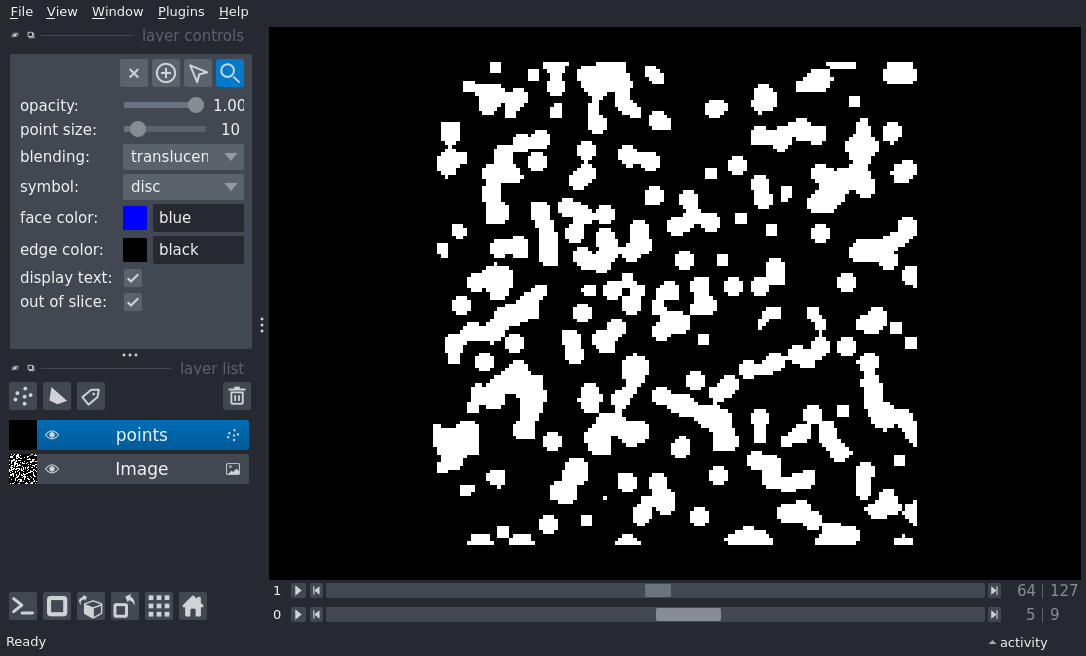 File View Window Plugins Help
layer controls
opacity: 1.00
point size: 10
blending: translucen
symbol: disc
face color: blue
edge color: black
display text:
out of slice:
layer list
points
Image
1 64 127
0 5 9
Ready activity